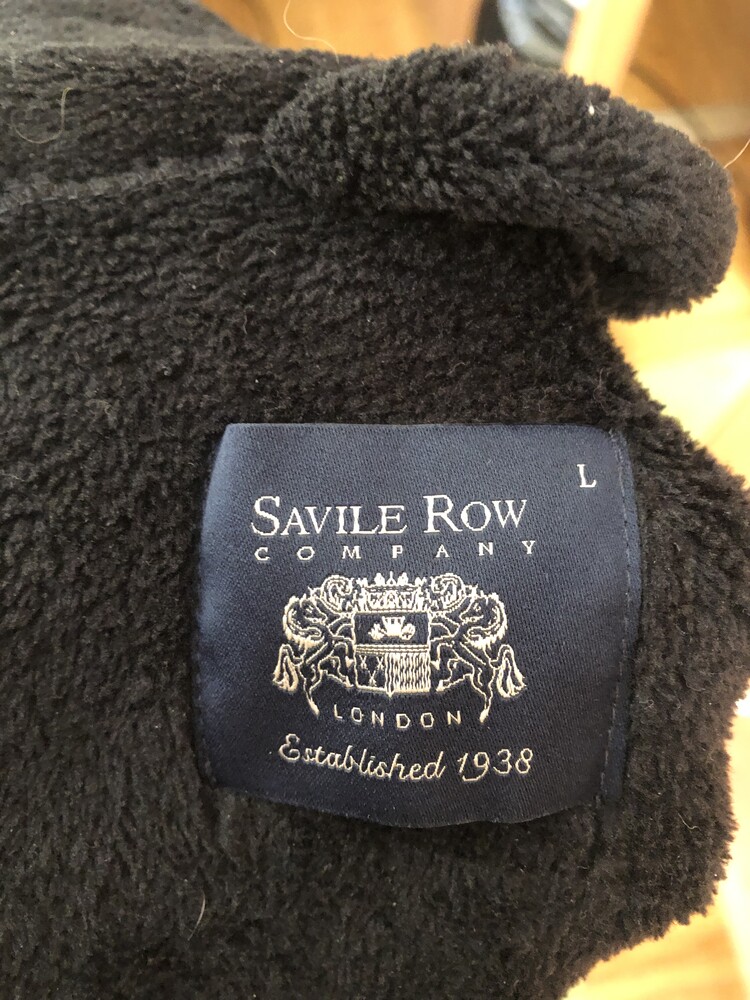 L
SAVILE ROW
COMPANY
LONDON
Established 1938